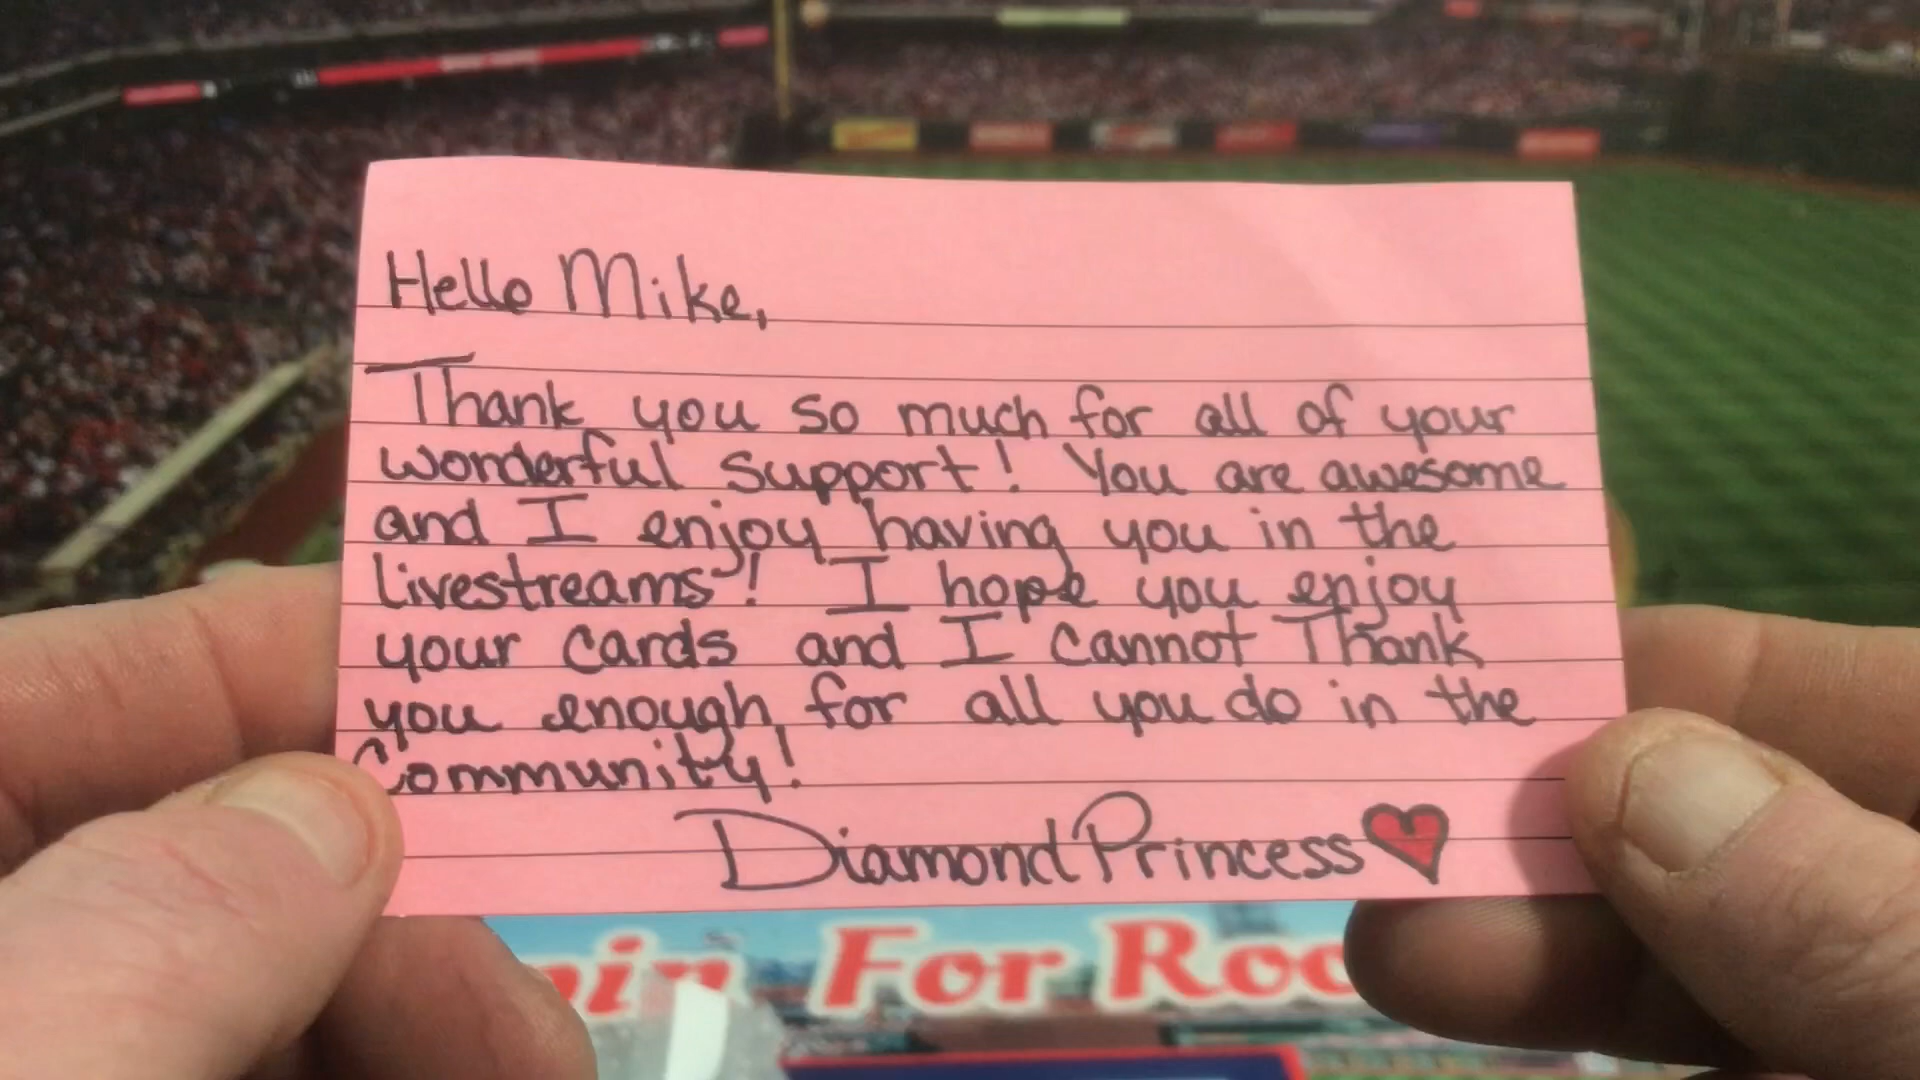 Hello Mike,
Thank you so much for all of your
wonderful support! You are awesome
and I enjoy having you in the
livestreams! I hope you enjoy
your cards and I cannot Thank
you enough for all you do in the
Community!
Diamond Princess
For